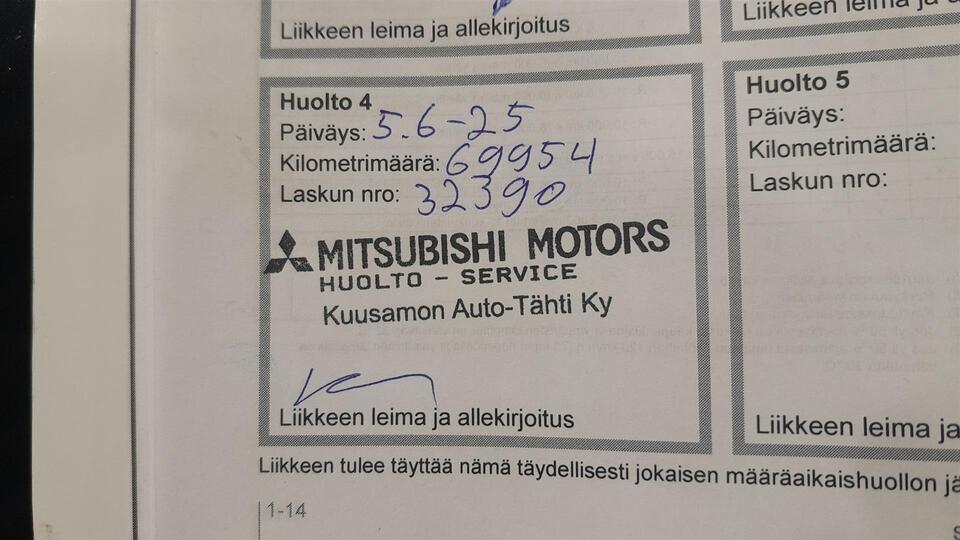 Liikkeen leima ja allekirjoitus
Liikkeen leima ja
Huolto 4
Päiväys: 5.6-25
Kilometrimäärä: 69954
Laskun nro: 32390
MITSUBISHI MOTORS
HUOLTO - SERVICE
Kuusamon Auto-Tähti Ky
Liikkeen leima ja allekirjoitus
Huolto 5
Päiväys:
Kilometrimäärä:
Laskun nro:
Liikkeen leima ja
Liikkeen tulee täyttää nämä täydellisesti jokaisen määräaikaishuollon jä
1-14